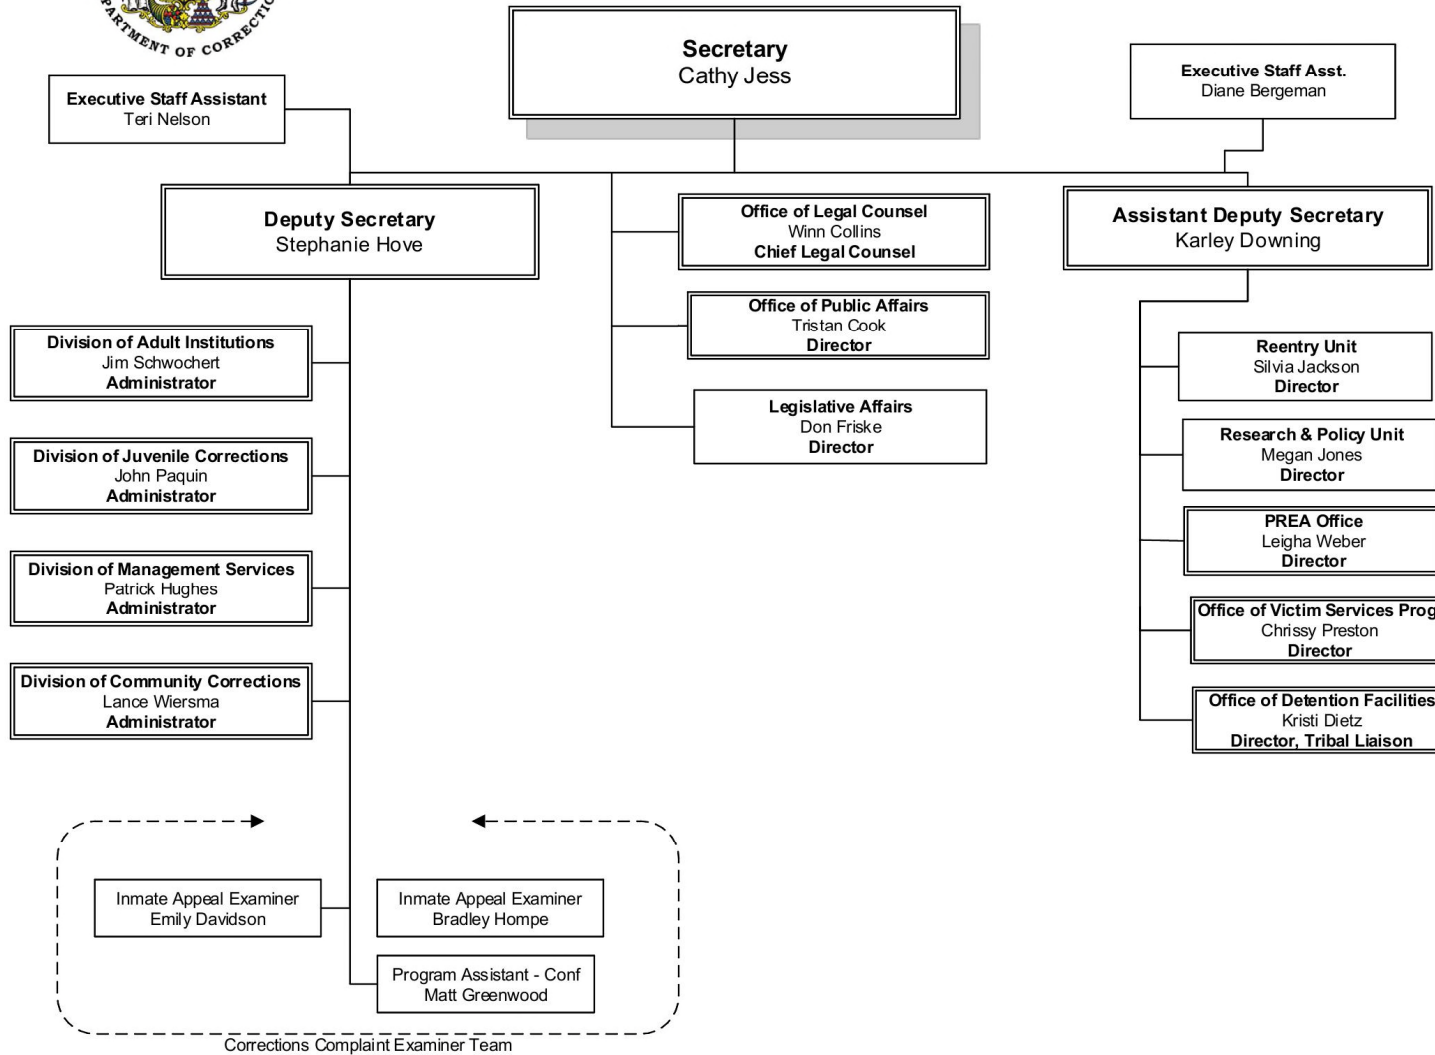 PARTMENT OF CORRECTIO
Secretary
Cathy Jess
Executive Staff Assistant
Teri Nelson
Executive Staff Asst.
Diane Bergeman
Deputy Secretary
Stephanie Hove
Office of Legal Counsel
Winn Collins
Chief Legal Counsel
Assistant Deputy Secretary
Karley Downing
Office of Public Affairs
Tristan Cook
Director
Legislative Affairs
Don Friske
Director
Division of Adult Institutions
Jim Schwochert
Administrator
Division of Juvenile Corrections
John Paquin
Administrator
Division of Management Services
Patrick Hughes
Administrator
Division of Community Corrections
Lance Wiersma
Administrator
Reentry Unit
Silvia Jackson
Director
Research & Policy Unit
Megan Jones
Director
PREA Office
Leigha Weber
Director
Office of Victim Services Prog
Chrissy Preston
Director
Office of Detention Facilities
Kristi Dietz
Director, Tribal Liaison
Inmate Appeal Examiner
Emily Davidson
Inmate Appeal Examiner
Bradley Hompe
Program Assistant - Conf
Matt Greenwood
Corrections Complaint Examiner Team